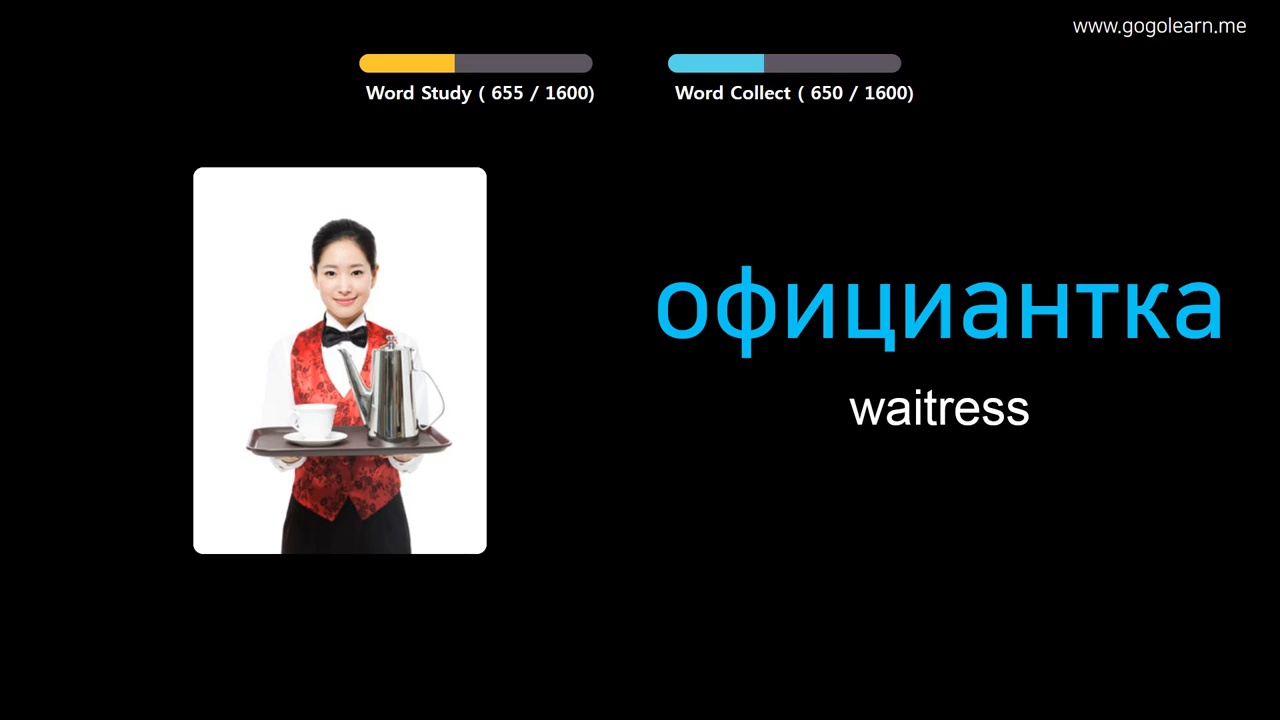 www.gogolearn.me
Word Study ( 655 / 1600)
Word Collect ( 650 / 1600)
официантка
waitress